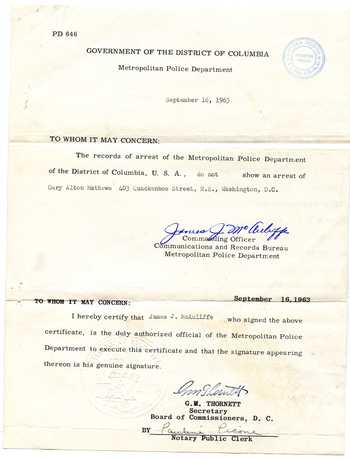 PD 646
GOVERNMENT OF THE DISTRICT OF COLUMBIA
Metropolitan Police Department
September 16, 1963
TO WHOM IT MAY CONCERN:
The records of arrest of the Metropolitan Police Department
of the District of Columbia, U. S. A., do not show an arrest of
Gary Alton Mathews 403 Quackenbos Street, N.E., Washington, D.C.
James J. McAuliffe
Commanding Officer
Communications and Records Bureau
Metropolitan Police Department
September 16, 1963
TO WHOM IT MAY CONCERN:
I hereby certify that James J. McAuliffe who signed the above
certificate, is the duly authorized official of the Metropolitan Police
Department to execute this certificate and that the signature appearing
thereon is his genuine signature.
G.M. THORNETT
Secretary
Board of Commissioners, D. C.
BY Pauline Picone
Notary Public Clerk